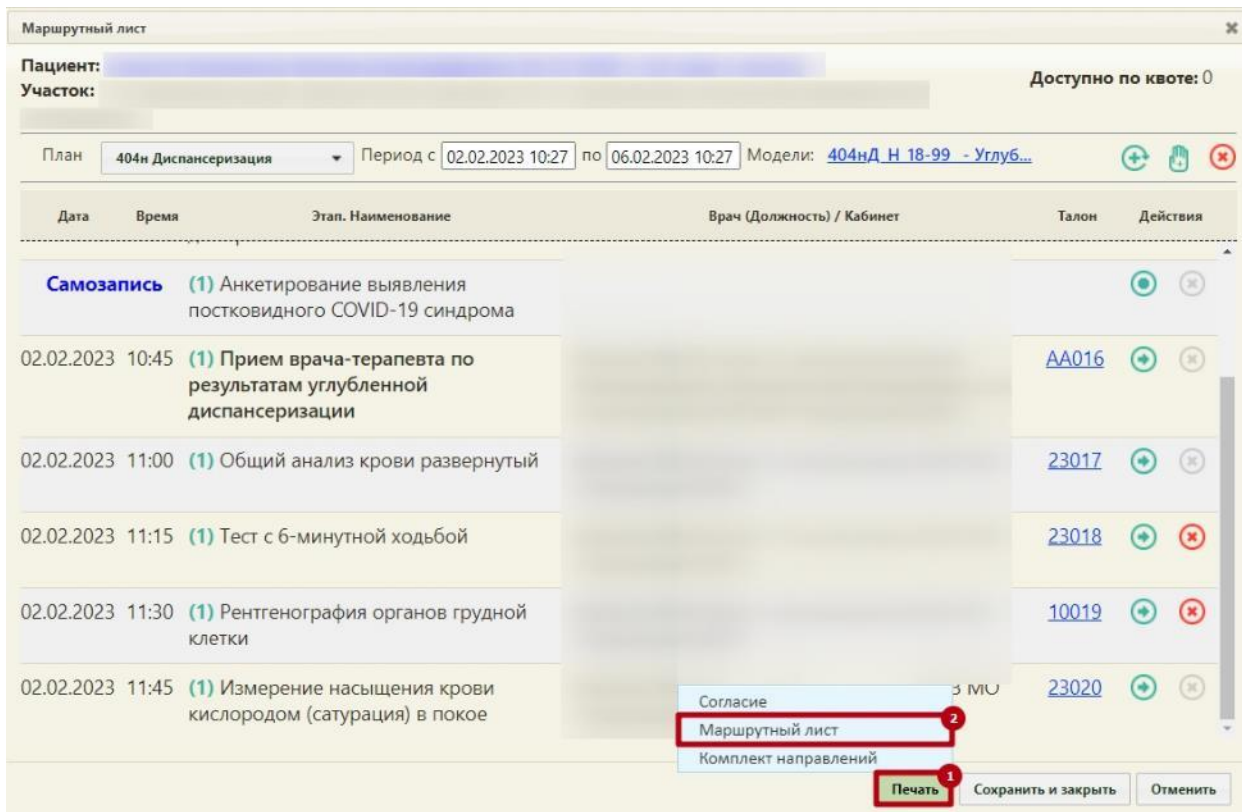 Маршрутный лист
Пациент:
Участок:
Доступно по квоте: 0
План 404н Диспансеризация Период с 02.02.2023 10:27 по 06.02.2023 10:27 Модели: 404нД_Н_18-99_ - Углуб...
Дата Время Этап. Наименование Врач (Должность) / Кабинет Талон Действия
Самозапись (1) Анкетирование выявления
постковидного COVID-19 синдрома
02.02.2023 10:45 (1) Прием врача-терапевта по AA016
результатам углубленной
диспансеризации
02.02.2023 11:00 (1) Общий анализ крови развернутый 23017
02.02.2023 11:15 (1) Тест с 6-минутной ходьбой 23018
02.02.2023 11:30 (1) Рентгенография органов грудной 10019
клетки
02.02.2023 11:45 (1) Измерение насыщения крови МО 23020
кислородом (сатурация) в покое
Согласие
Маршрутный лист 2
Комплект направлений
Печать 1 Сохранить и закрыть Отменить